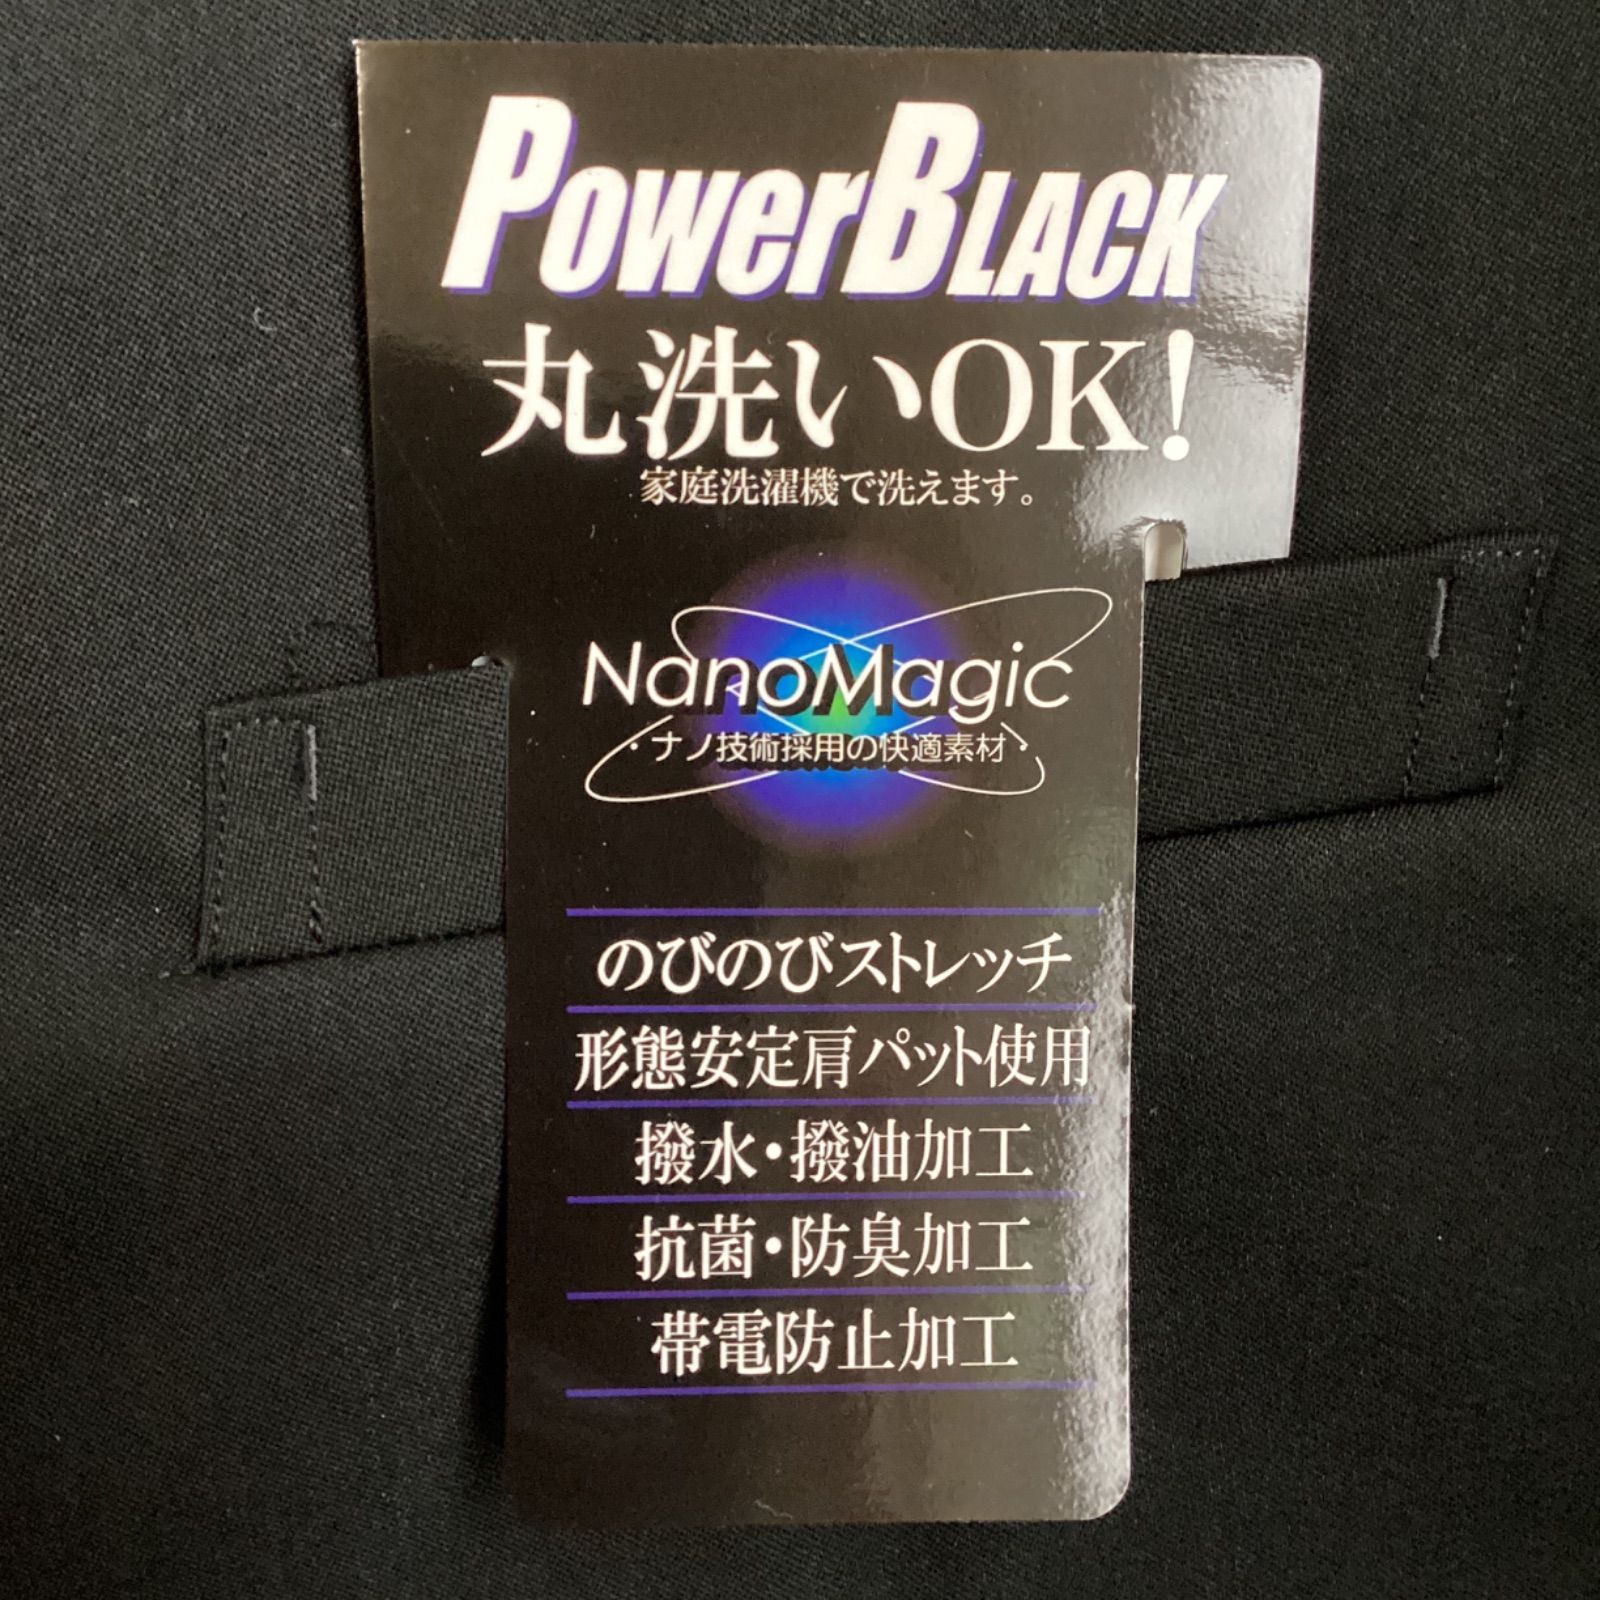 PowerBLACK
丸洗いOK!
家庭洗濯機で洗えます。
NanoMagic
・ナノ技術採用の快適素材・
のびのびストレッチ
形態安定肩パット使用
撥水・撥油加工
抗菌・防臭加工
帯電防止加工